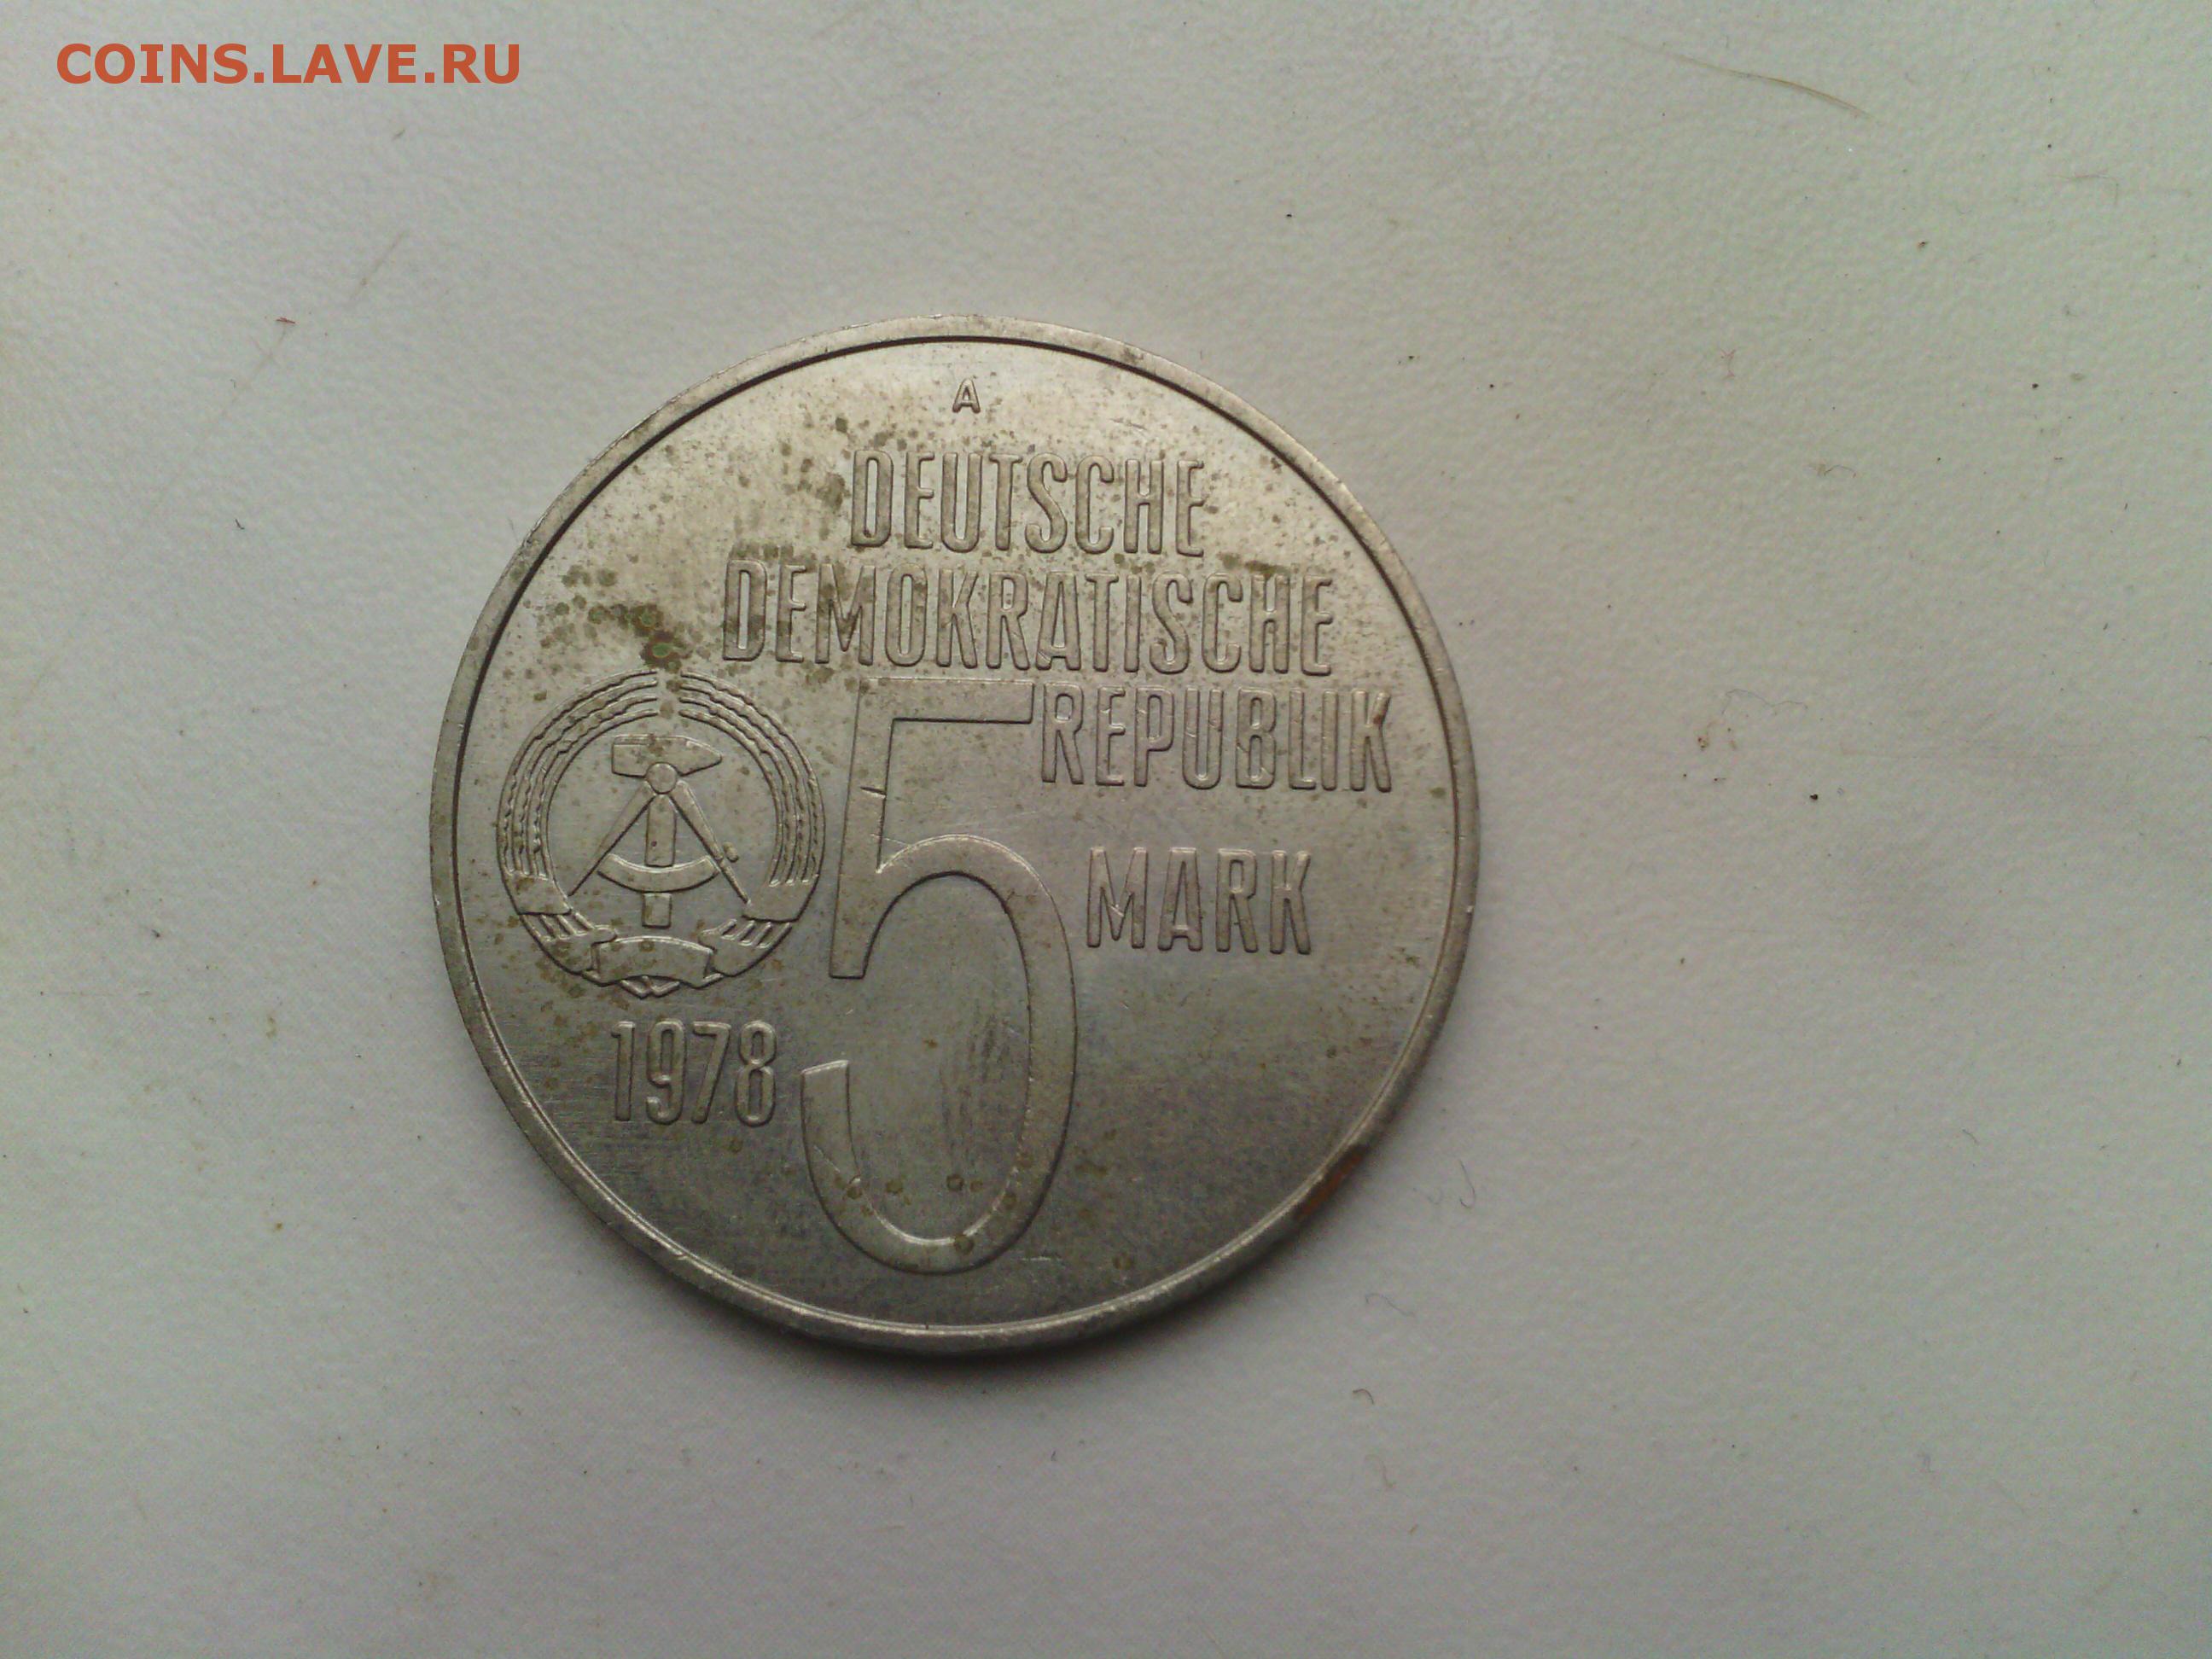 COINS.LAVE.RU
A
DEUTSCHE
DEMOKRATISCHE
REPUBLIK
5 MARK
1978